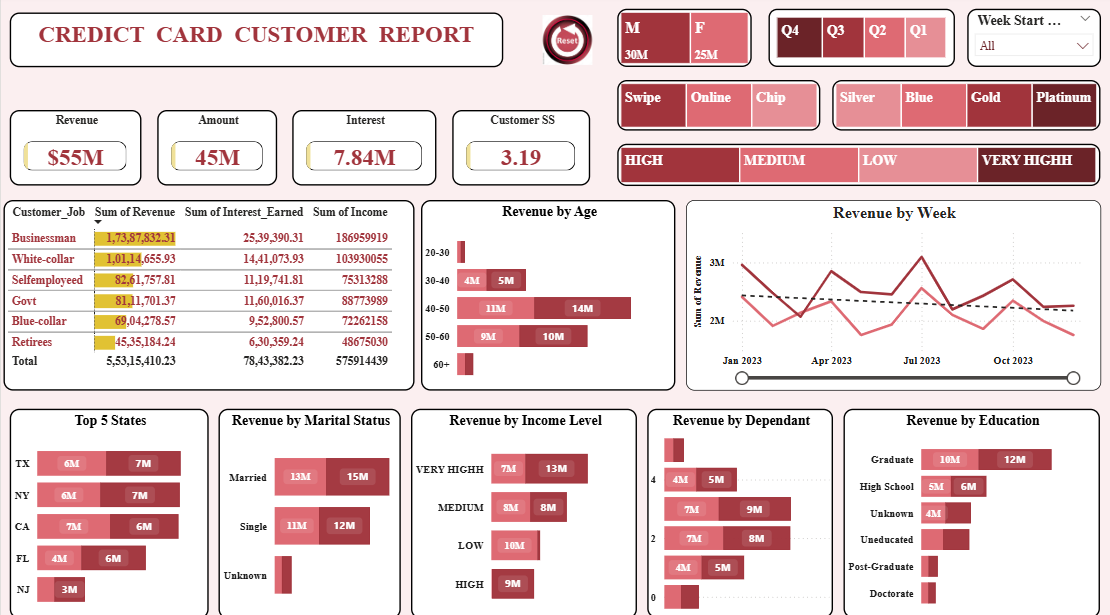 CREDICT CARD CUSTOMER REPORT
Reset
M
30M
F
25M
Q4
Q3
Q2
Q1
Week Start ...
All
Swipe
Online
Chip
Silver
Blue
Gold
Platinum
Revenue
$55M
Amount
45M
Interest
7.84M
Customer SS
3.19
HIGH
MEDIUM
LOW
VERY HIGHH
Customer_Job Sum of Revenue Sum of Interest_Earned Sum of Income
Businessman 1,73,87,832.31 25,39,390.31 186959919
White-collar 1,01,14,655.93 14,41,073.93 103930055
Selfemployeed 82,61,757.81 11,19,741.81 75313288
Govt 81,11,701.37 11,60,016.37 88773989
Blue-collar 69,04,278.57 9,52,800.57 72262158
Retirees 45,35,184.24 6,30,359.24 48675030
Total 5,53,15,410.23 78,43,382.23 575914439
Revenue by Age
20-30
30-40 4M 5M
40-50 11M 14M
50-60 9M 10M
60+
Revenue by Week
Sum of Revenue
3M
2M
Jan 2023 Apr 2023 Jul 2023 Oct 2023
Top 5 States
TX 6M 7M
NY 6M 7M
CA 7M 6M
FL 4M 6M
NJ 3M
Revenue by Marital Status
Married 13M 15M
Single 11M 12M
Unknown
Revenue by Income Level
VERY HIGHH 7M 13M
MEDIUM 8M 8M
LOW 10M
HIGH 9M
Revenue by Dependant
4 4M 5M
7M 9M
2 7M 8M
4M 5M
0
Revenue by Education
Graduate 10M 12M
High School 5M 6M
Unknown 4M
Uneducated
Post-Graduate
Doctorate